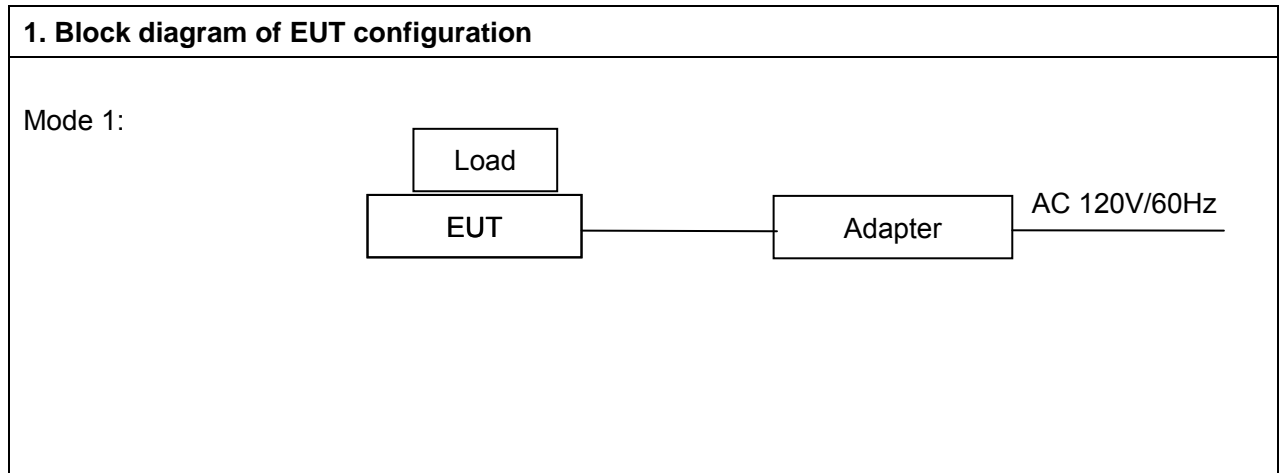 1. Block diagram of EUT configuration
Mode 1:
Load
EUT
Adapter
AC 120V/60Hz